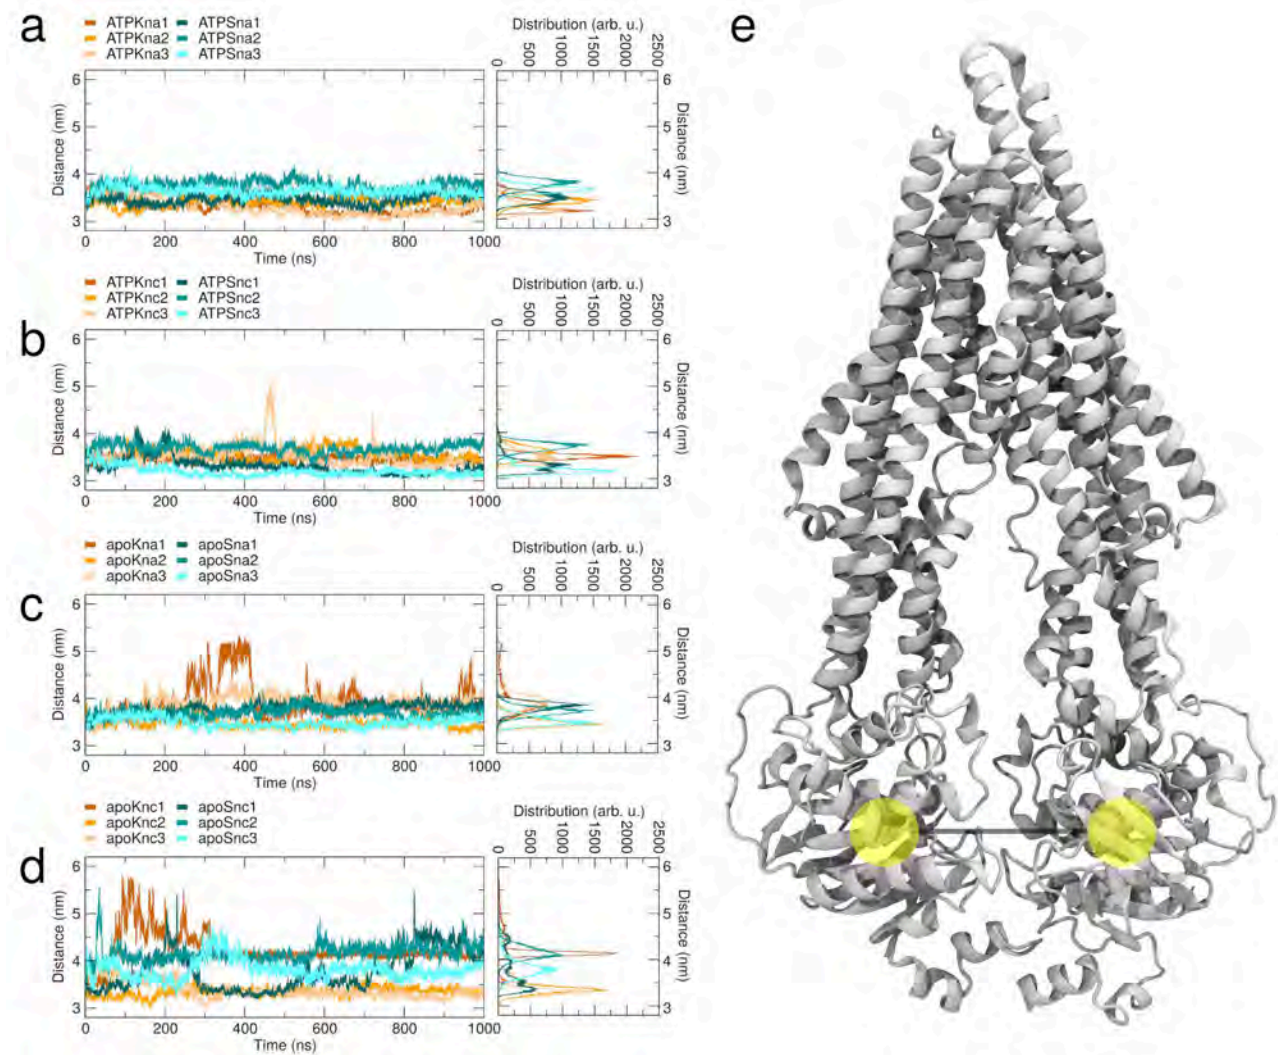 a
ATPKna1 ATPSna1
ATPKna2 ATPSna2
ATPKna3 ATPSna3
Distribution (arb. u.)
0 500 1000 1500 2000 2500
6
5
4
3
Distance (nm)
0 200 400 600 800 1000
Time (ns)
6
5
4
3
Distance (nm)
b
ATPKnc1 ATPSnc1
ATPKnc2 ATPSnc2
ATPKnc3 ATPSnc3
Distribution (arb. u.)
0 500 1000 1500 2000 2500
6
5
4
3
Distance (nm)
0 200 400 600 800 1000
Time (ns)
6
5
4
3
Distance (nm)
c
apoKna1 apoSna1
apoKna2 apoSna2
apoKna3 apoSna3
Distribution (arb. u.)
0 500 1000 1500 2000 2500
6
5
4
3
Distance (nm)
0 200 400 600 800 1000
Time (ns)
6
5
4
3
Distance (nm)
d
apoKnc1 apoSnc1
apoKnc2 apoSnc2
apoKnc3 apoSnc3
Distribution (arb. u.)
0 500 1000 1500 2000 2500
6
5
4
3
Distance (nm)
0 200 400 600 800 1000
Time (ns)
6
5
4
3
Distance (nm)
e